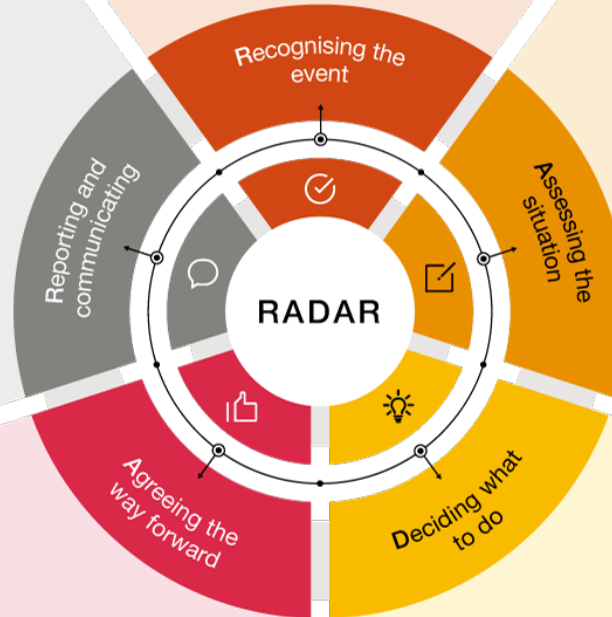 Recognising the
event
Assessing the
situation
Deciding what
to do
Agreeing the
way forward
Reporting and
communicating
RADAR